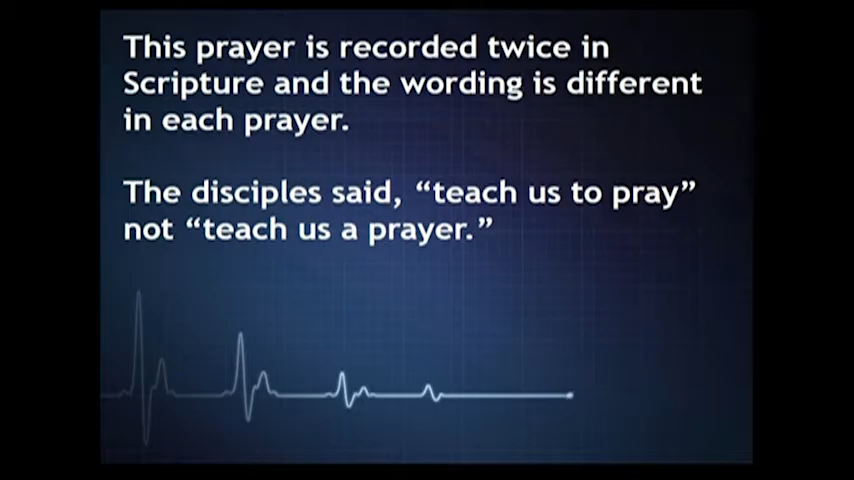 This prayer is recorded twice in
Scripture and the wording is different
in each prayer.
The disciples said, “teach us to pray”
not “teach us a prayer.”